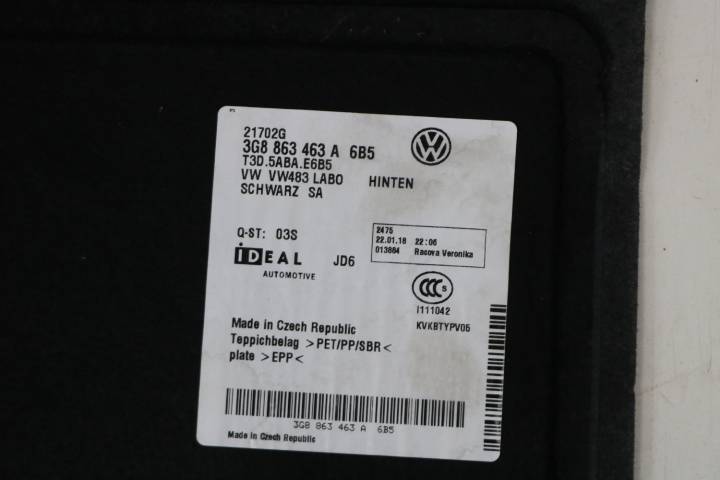 21702G
3G8 863 463 A 6B5
T3D.5ABA.E6B5
VW VW483 LABO HINTEN
SCHWARZ SA
Q-ST: 03S
2475
22.01.18 22:06
013864 Racova Veronika
IDEAL JD6
AUTOMOTIVE
CCC S
I111042
KVKBTYPV06
Made in Czech Republic
Teppichbelag >PET/PP/SBR<
plate >EPP<
3G8 863 463 A 6B5
Made in Czech Republic